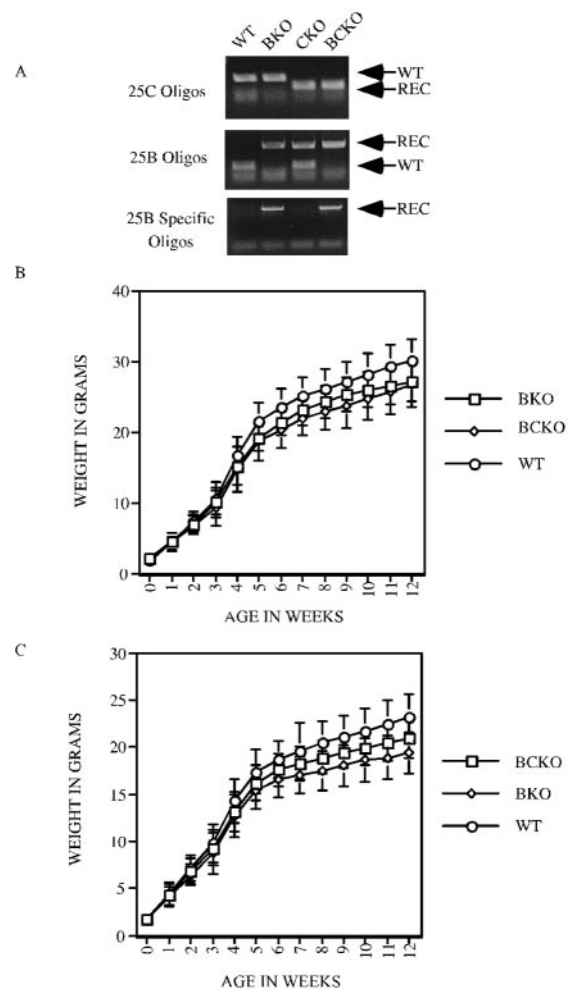 WT BKO CKO BCKO
A
25C Oligos
WT
REC
25B Oligos
REC
WT
25B Specific
Oligos
REC
B
WEIGHT IN GRAMS
40
30
20
10
0
0 1 2 3 4 5 6 7 8 9 10 11 12
AGE IN WEEKS
BKO
BCKO
WT
C
WEIGHT IN GRAMS
30
25
20
15
10
5
0
0 1 2 3 4 5 6 7 8 9 10 11 12
AGE IN WEEKS
BCKO
BKO
WT